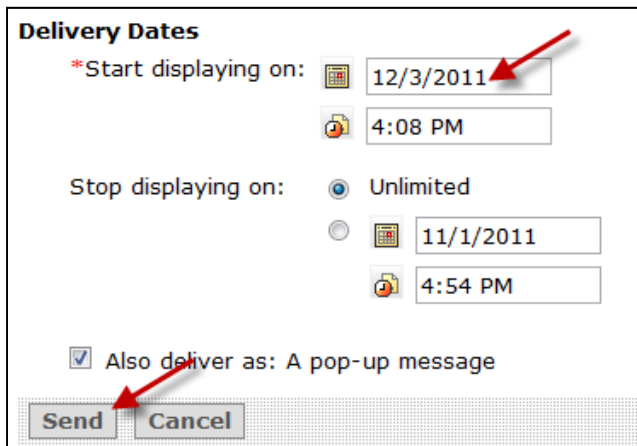 Delivery Dates
*Start displaying on: 12/3/2011
4:08 PM
Stop displaying on: Unlimited
11/1/2011
4:54 PM
Also deliver as: A pop-up message
Send Cancel